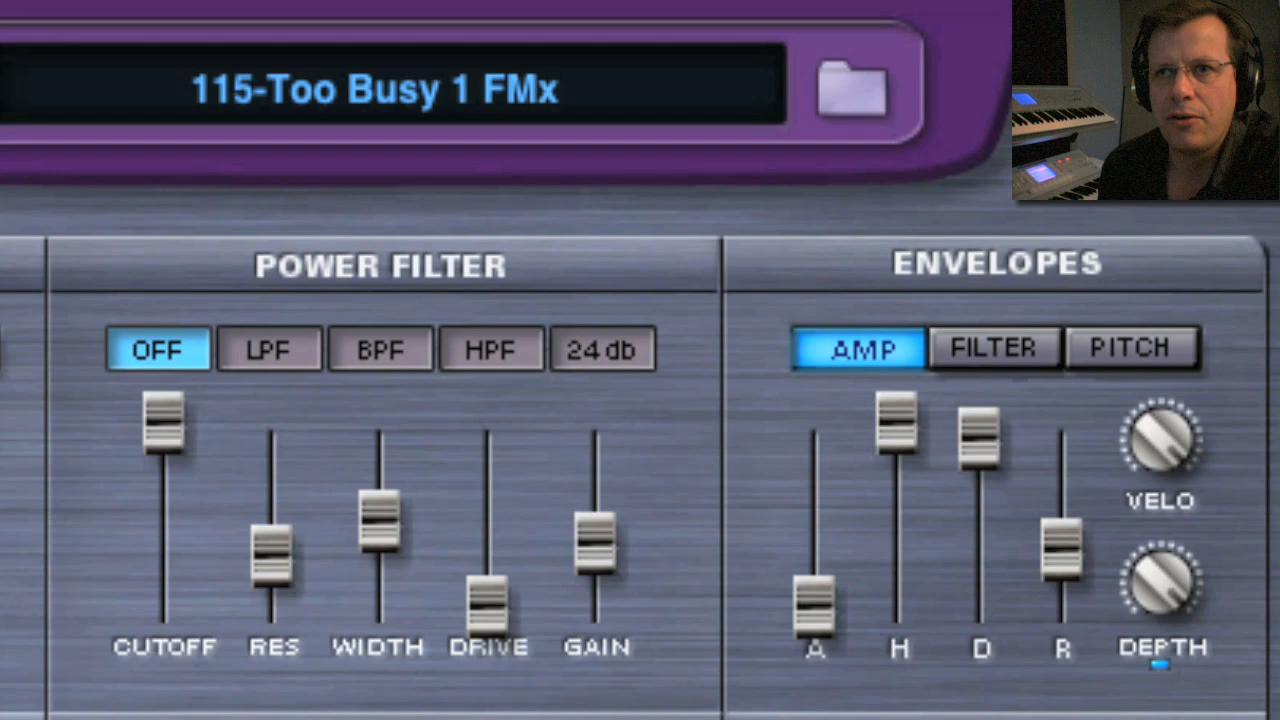 115-Too Busy 1 FMx
POWER FILTER
ENVELOPES
OFF LPF BPF HPF 24 db
AMP FILTER PITCH
VELO
CUTOFF RES WIDTH DRIVE GAIN
A H D R DEPTH